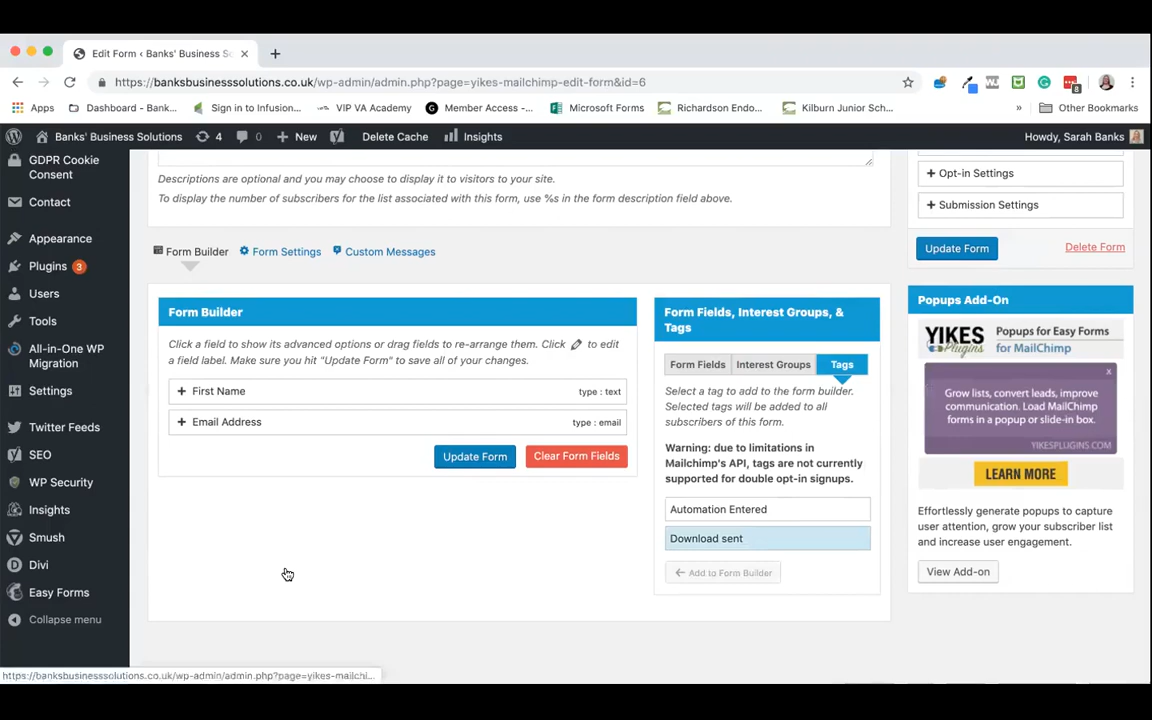 Edit Form ‹ Banks' Business So
https://banksbusinesssolutions.co.uk/wp-admin/admin.php?page=yikes-mailchimp-edit-form&id=6
Apps
Dashboard - Bank...
Sign in to Infusion...
VIP VA Academy
Member Access -...
Microsoft Forms
Richardson Endo...
Kilburn Junior Sch...
»
Other Bookmarks
Banks' Business Solutions
4
0
New
Delete Cache
Insights
Howdy, Sarah Banks
GDPR Cookie
Consent
Contact
Appearance
Plugins 3
Users
Tools
All-in-One WP
Migration
Settings
Twitter Feeds
SEO
WP Security
Insights
Smush
Divi
Easy Forms
Collapse menu
Descriptions are optional and you may choose to display it to visitors to your site.
To display the number of subscribers for the list associated with this form, use %s in the form description field above.
Form Builder
Form Settings
Custom Messages
Form Builder
Click a field to show its advanced options or drag fields to re-arrange them. Click to edit
a field label. Make sure you hit "Update Form" to save all of your changes.
+ First Name type : text
+ Email Address type : email
Update Form
Clear Form Fields
Form Fields, Interest Groups, &
Tags
Form Fields
Interest Groups
Tags
Select a tag to add to the form builder.
Selected tags will be added to all
subscribers of this form.
Warning: due to limitations in
Mailchimp's API, tags are not currently
supported for double opt-in signups.
Automation Entered
Download sent
← Add to Form Builder
+ Opt-in Settings
+ Submission Settings
Update Form
Delete Form
Popups Add-On
YIKES
Plugins
Popups for Easy Forms
for MailChimp
X
Grow lists, convert leads, improve
communication. Load MailChimp
forms in a popup or slide-in box.
YIKESPLUGINS.COM
LEARN MORE
Effortlessly generate popups to capture
user attention, grow your subscriber list
and increase user engagement.
View Add-on
https://banksbusinesssolutions.co.uk/wp-admin/admin.php?page=yikes-mailchi...